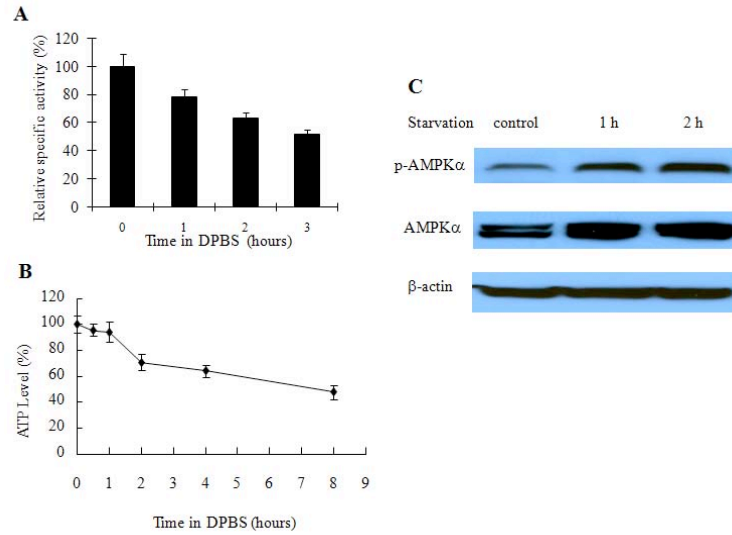 A
Relative specific activity (%)
120
100
80
60
40
20
0
0 1 2 3
Time in DPBS (hours)
B
ATP Level (%)
120
100
80
60
40
20
0
0 1 2 3 4 5 6 7 8 9
Time in DPBS (hours)
C
Starvation control 1 h 2 h
p-AMPKα
AMPKα
β-actin